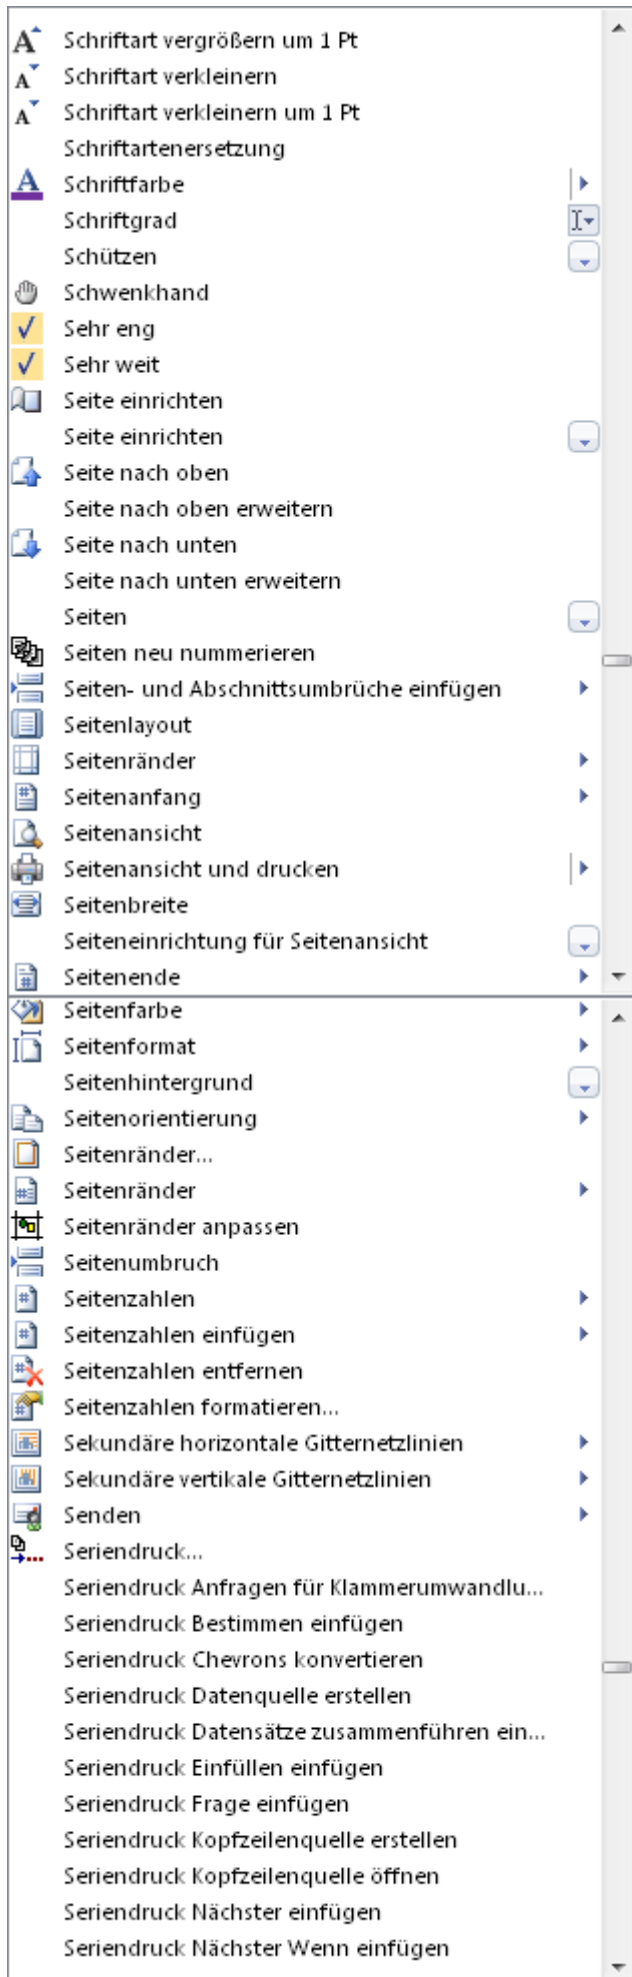 Schriftart vergrößern um 1 Pt
Schriftart verkleinern
Schriftart verkleinern um 1 Pt
Schriftartenersetzung
Schriftfarbe
Schriftgrad
Schützen
Schwenkhand
Sehr eng
Sehr weit
Seite einrichten
Seite einrichten
Seite nach oben
Seite nach oben erweitern
Seite nach unten
Seite nach unten erweitern
Seiten
Seiten neu nummerieren
Seiten- und Abschnittsumbrüche einfügen
Seitenlayout
Seitenränder
Seitenanfang
Seitenansicht
Seitenansicht und drucken
Seitenbreite
Seiteneinrichtung für Seitenansicht
Seitenende
Seitenfarbe
Seitenformat
Seitenhintergrund
Seitenorientierung
Seitenränder...
Seitenränder
Seitenränder anpassen
Seitenumbruch
Seitenzahlen
Seitenzahlen einfügen
Seitenzahlen entfernen
Seitenzahlen formatieren...
Sekundäre horizontale Gitternetzlinien
Sekundäre vertikale Gitternetzlinien
Senden
Seriendruck...
Seriendruck Anfragen für Klammerumwandlu...
Seriendruck Bestimmen einfügen
Seriendruck Chevrons konvertieren
Seriendruck Datenquelle erstellen
Seriendruck Datensätze zusammenführen ein...
Seriendruck Einfüllen einfügen
Seriendruck Frage einfügen
Seriendruck Kopfzeilenquelle erstellen
Seriendruck Kopfzeilenquelle öffnen
Seriendruck Nächster einfügen
Seriendruck Nächster Wenn einfügen